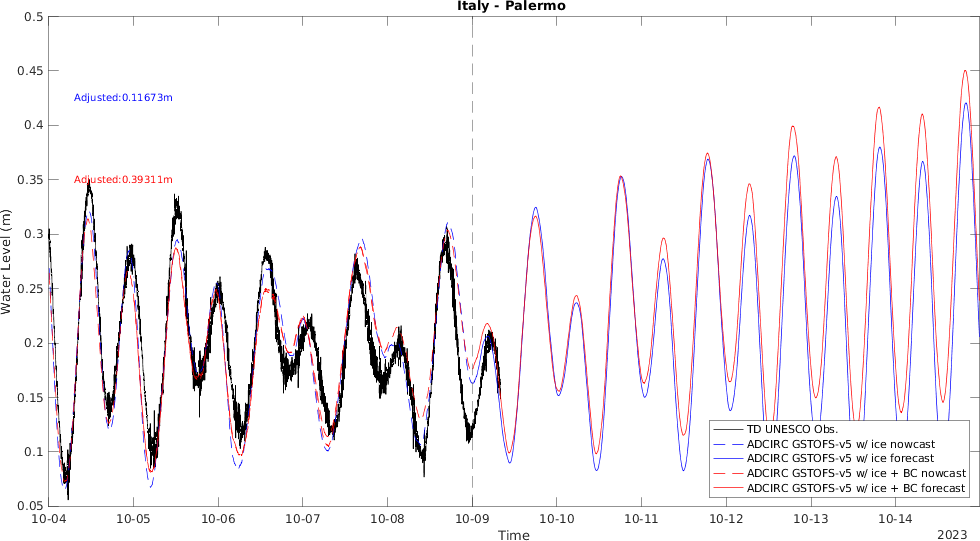 Italy - Palermo
0.5
0.45
0.4
0.35
0.3
0.25
0.2
0.15
0.1
0.05
Water Level (m)
Adjusted:0.11673m
Adjusted:0.39311m
TD UNESCO Obs.
ADCIRC GSTOFS-v5 w/ ice nowcast
ADCIRC GSTOFS-v5 w/ ice forecast
ADCIRC GSTOFS-v5 w/ ice + BC nowcast
ADCIRC GSTOFS-v5 w/ ice + BC forecast
10-04 10-05 10-06 10-07 10-08 10-09 10-10 10-11 10-12 10-13 10-14
Time
2023